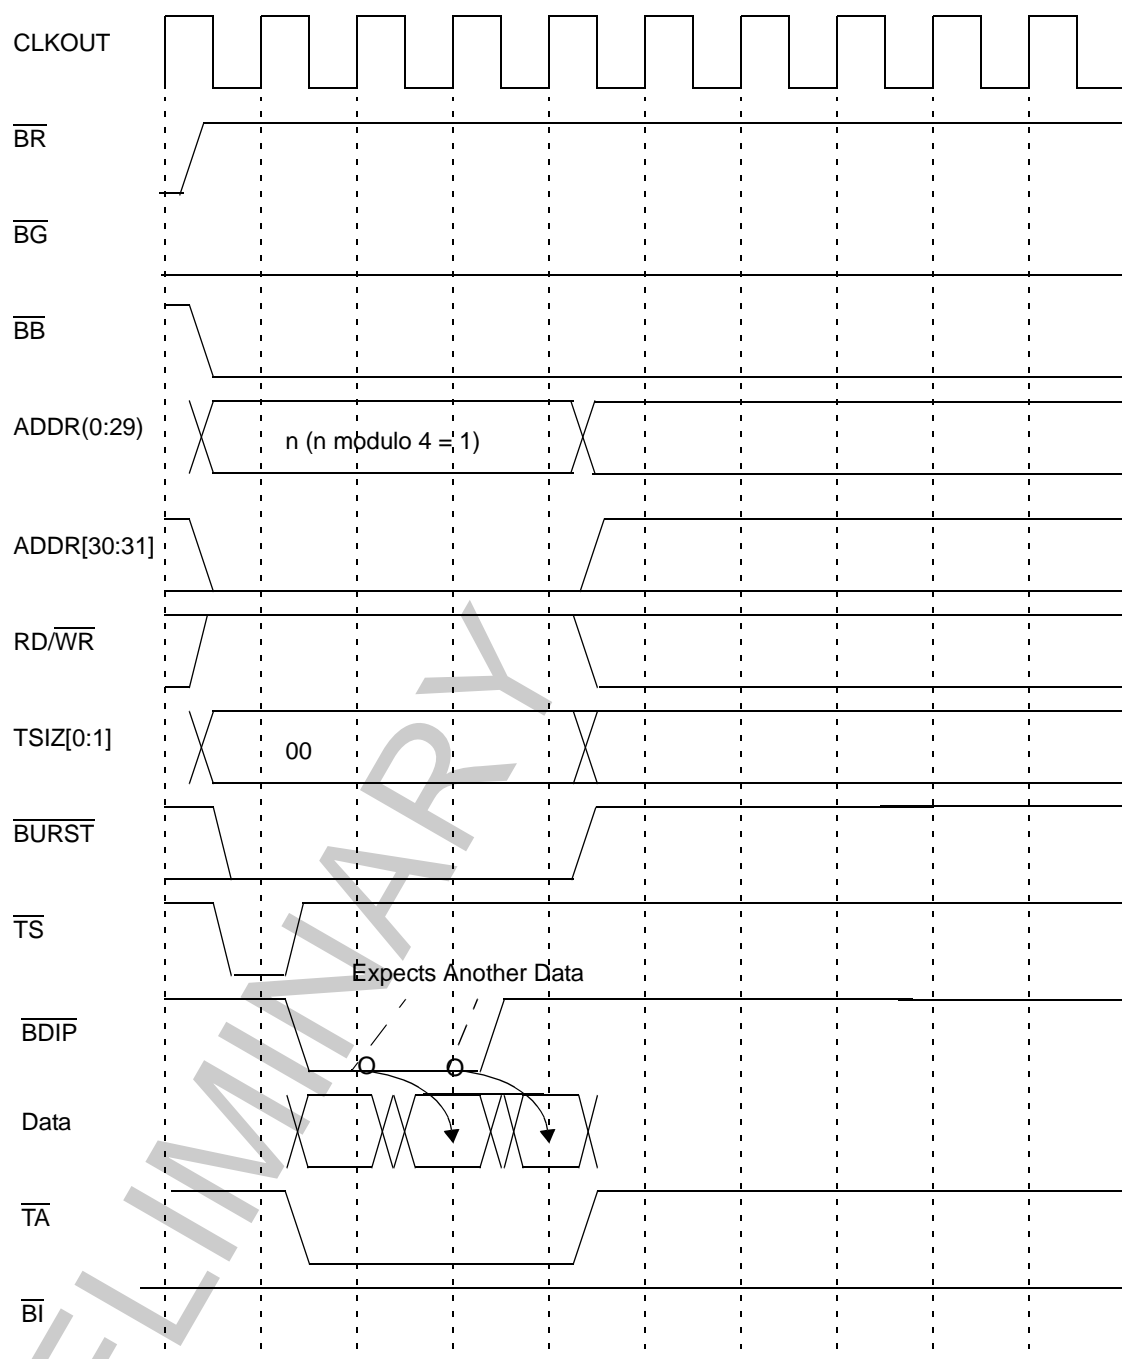 CLKOUT
BR
BG
BB
ADDR(0:29)
n (n modulo 4 = 1)
ADDR[30:31]
RD/WR
TSIZ[0:1]
00
BURST
TS
Expects Another Data
BDIP
Data
TA
BI
ELIMINARY